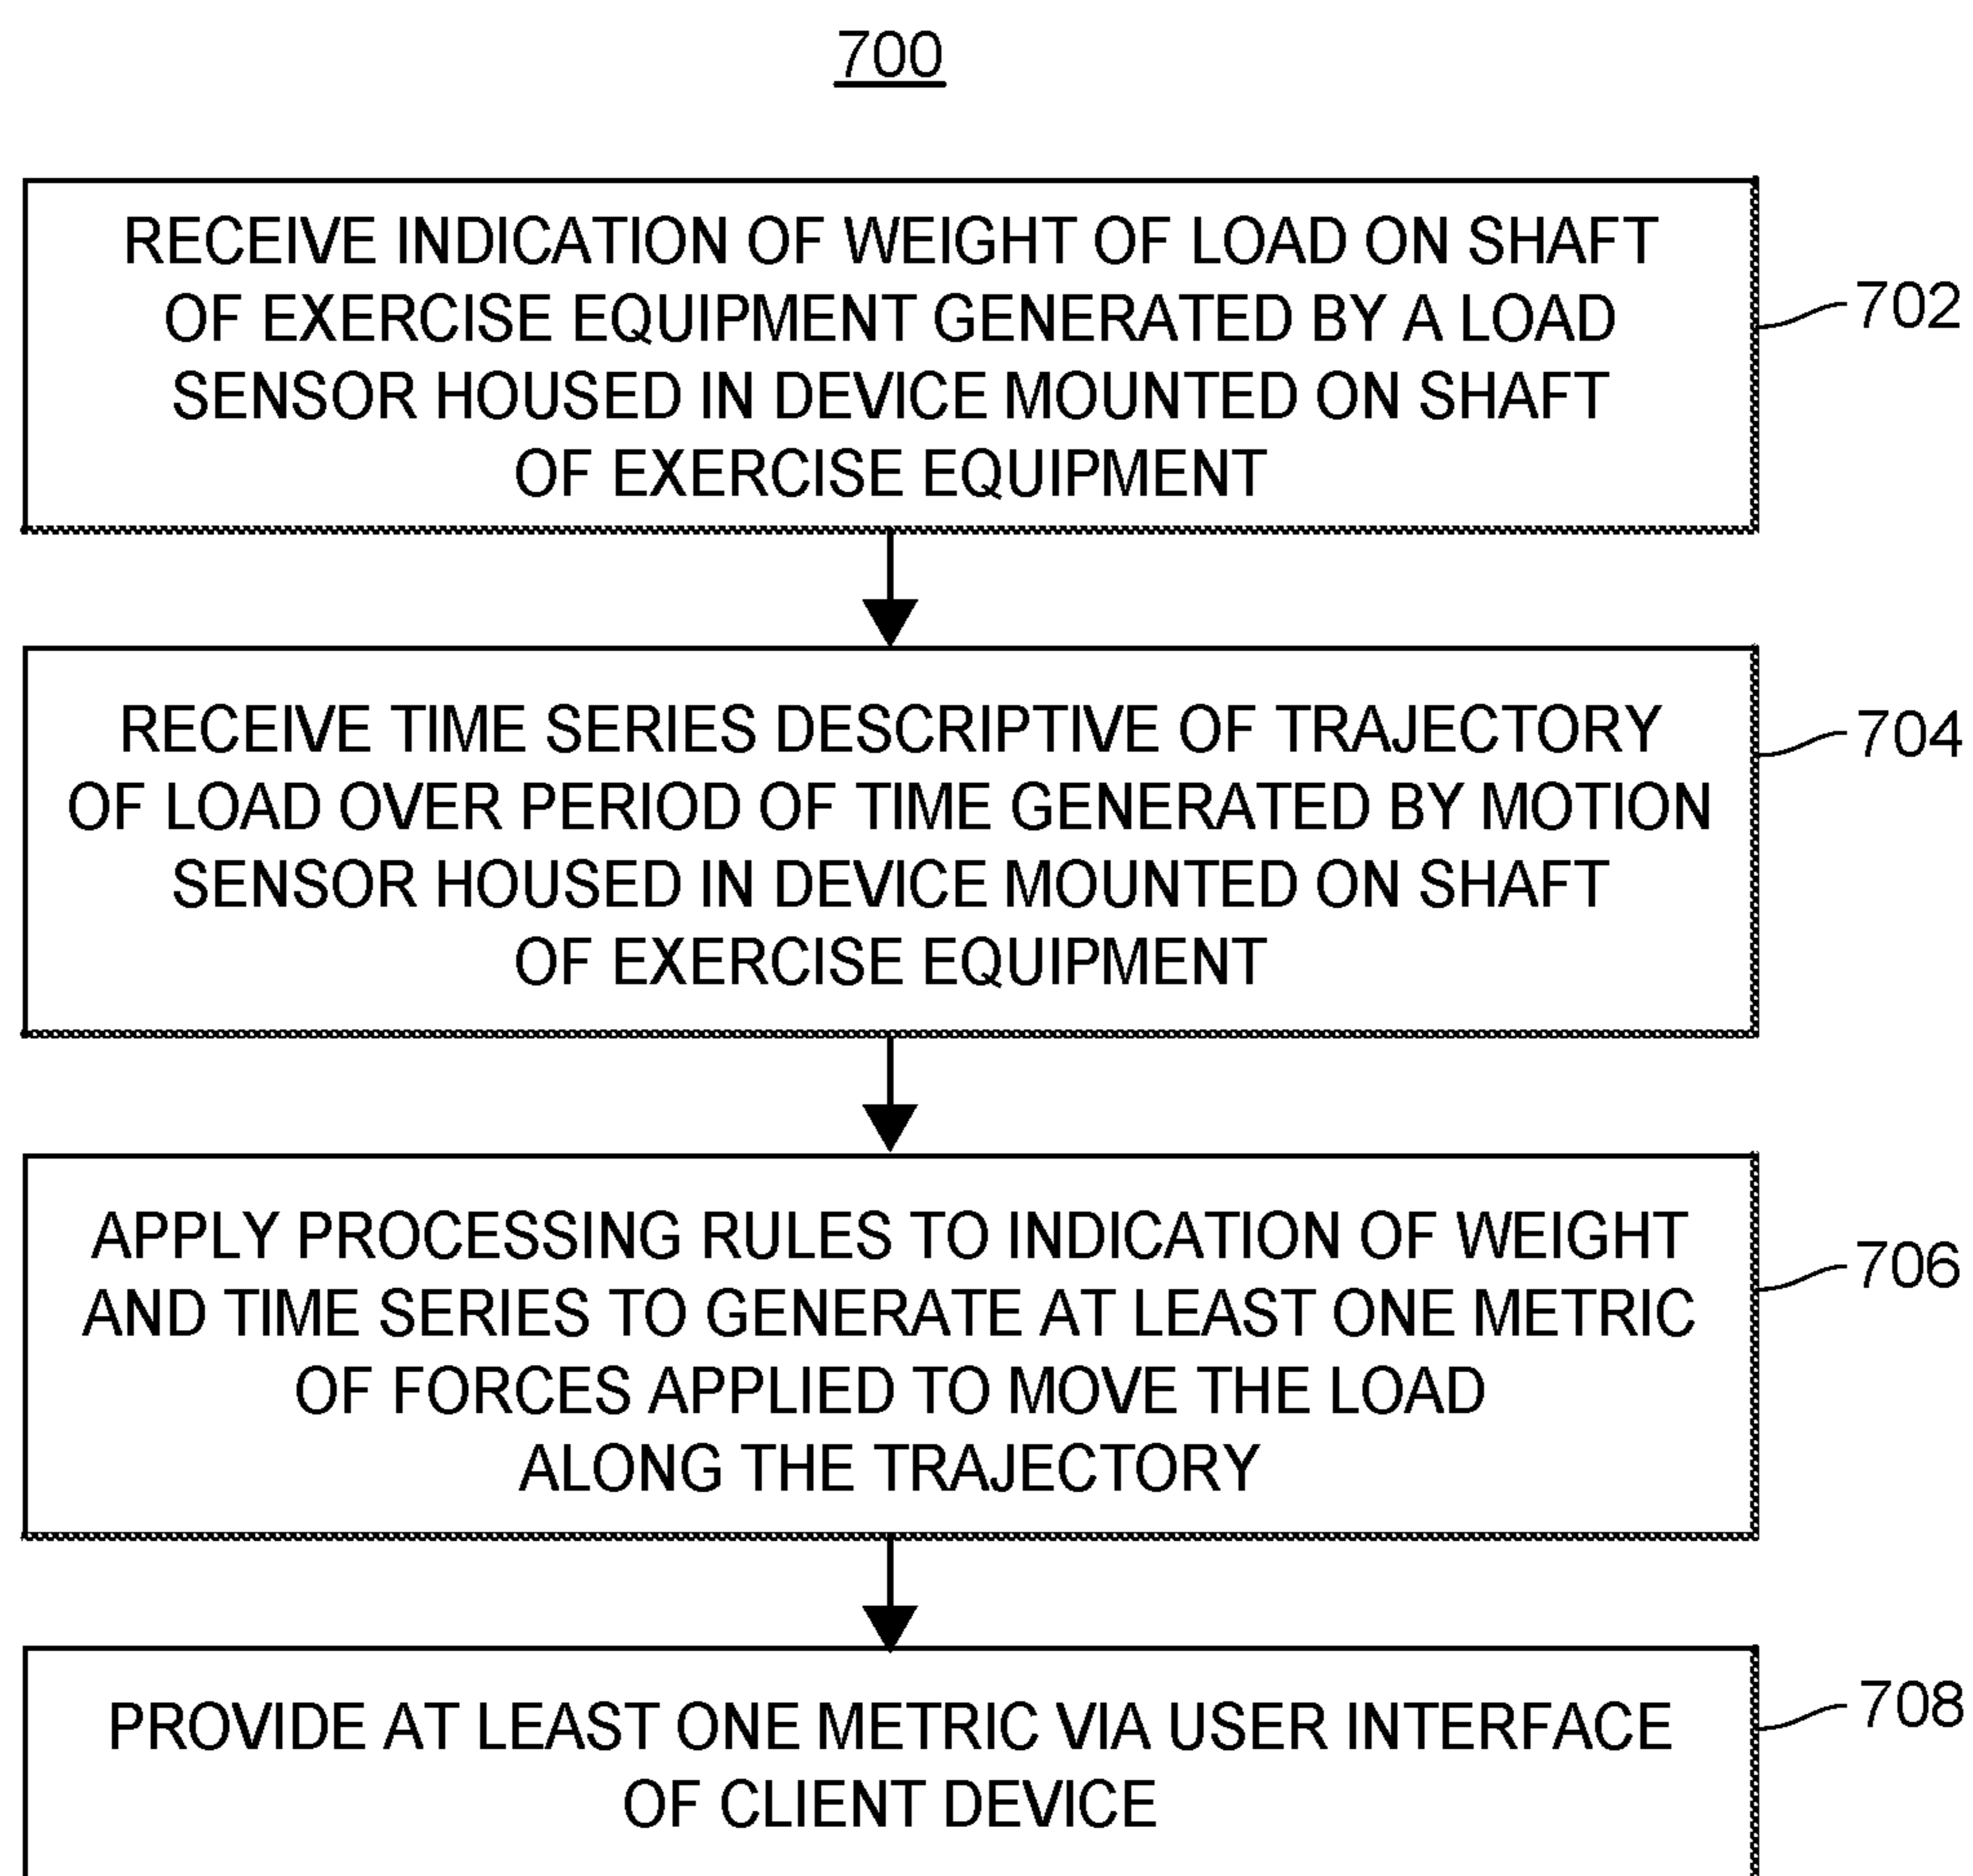 700
RECEIVE INDICATION OF WEIGHT OF LOAD ON SHAFT
OF EXERCISE EQUIPMENT GENERATED BY A LOAD
SENSOR HOUSED IN DEVICE MOUNTED ON SHAFT
OF EXERCISE EQUIPMENT
702
RECEIVE TIME SERIES DESCRIPTIVE OF TRAJECTORY
OF LOAD OVER PERIOD OF TIME GENERATED BY MOTION
SENSOR HOUSED IN DEVICE MOUNTED ON SHAFT
OF EXERCISE EQUIPMENT
704
APPLY PROCESSING RULES TO INDICATION OF WEIGHT
AND TIME SERIES TO GENERATE AT LEAST ONE METRIC
OF FORCES APPLIED TO MOVE THE LOAD
ALONG THE TRAJECTORY
706
PROVIDE AT LEAST ONE METRIC VIA USER INTERFACE
OF CLIENT DEVICE
708